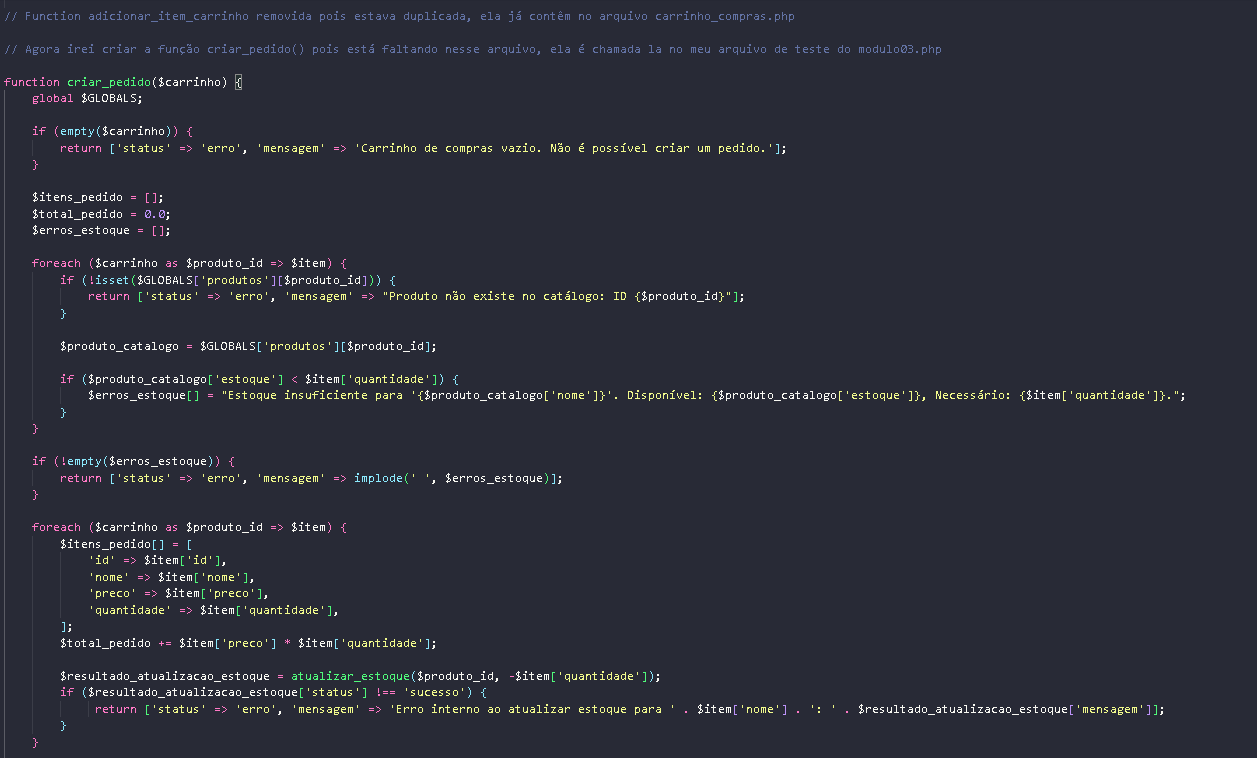 // Function adicionar_item_carrinho removida pois estava duplicada, ela já contêm no arquivo carrinho_compras.php
// Agora irei criar a função criar_pedido() pois está faltando nesse arquivo, ela é chamada la no meu arquivo de teste do modulo03.php
function criar_pedido($carrinho) {
global $GLOBALS;
if (empty($carrinho)) {
return ['status' => 'erro', 'mensagem' => 'Carrinho de compras vazio. Não é possível criar um pedido.'];
}
$itens_pedido = [];
$total_pedido = 0.0;
$erros_estoque = [];
foreach ($carrinho as $produto_id => $item) {
if (!isset($GLOBALS['produtos'][$produto_id])) {
return ['status' => 'erro', 'mensagem' => "Produto não existe no catálogo: ID {$produto_id}"];
}
$produto_catalogo = $GLOBALS['produtos'][$produto_id];
if ($produto_catalogo['estoque'] < $item['quantidade']) {
$erros_estoque[] = "Estoque insuficiente para '{$produto_catalogo['nome']}'. Disponível: {$produto_catalogo['estoque']}, Necessário: {$item['quantidade']}.";
}
}
if (!empty($erros_estoque)) {
return ['status' => 'erro', 'mensagem' => implode(' ', $erros_estoque)];
}
foreach ($carrinho as $produto_id => $item) {
$itens_pedido[] = [
'id' => $item['id'],
'nome' => $item['nome'],
'preco' => $item['preco'],
'quantidade' => $item['quantidade'],
];
$total_pedido += $item['preco'] * $item['quantidade'];
$resultado_atualizacao_estoque = atualizar_estoque($produto_id, -$item['quantidade']);
if ($resultado_atualizacao_estoque['status'] !== 'sucesso') {
return ['status' => 'erro', 'mensagem' => 'Erro interno ao atualizar estoque para ' . $item['nome'] . ': ' . $resultado_atualizacao_estoque['mensagem']];
}
}